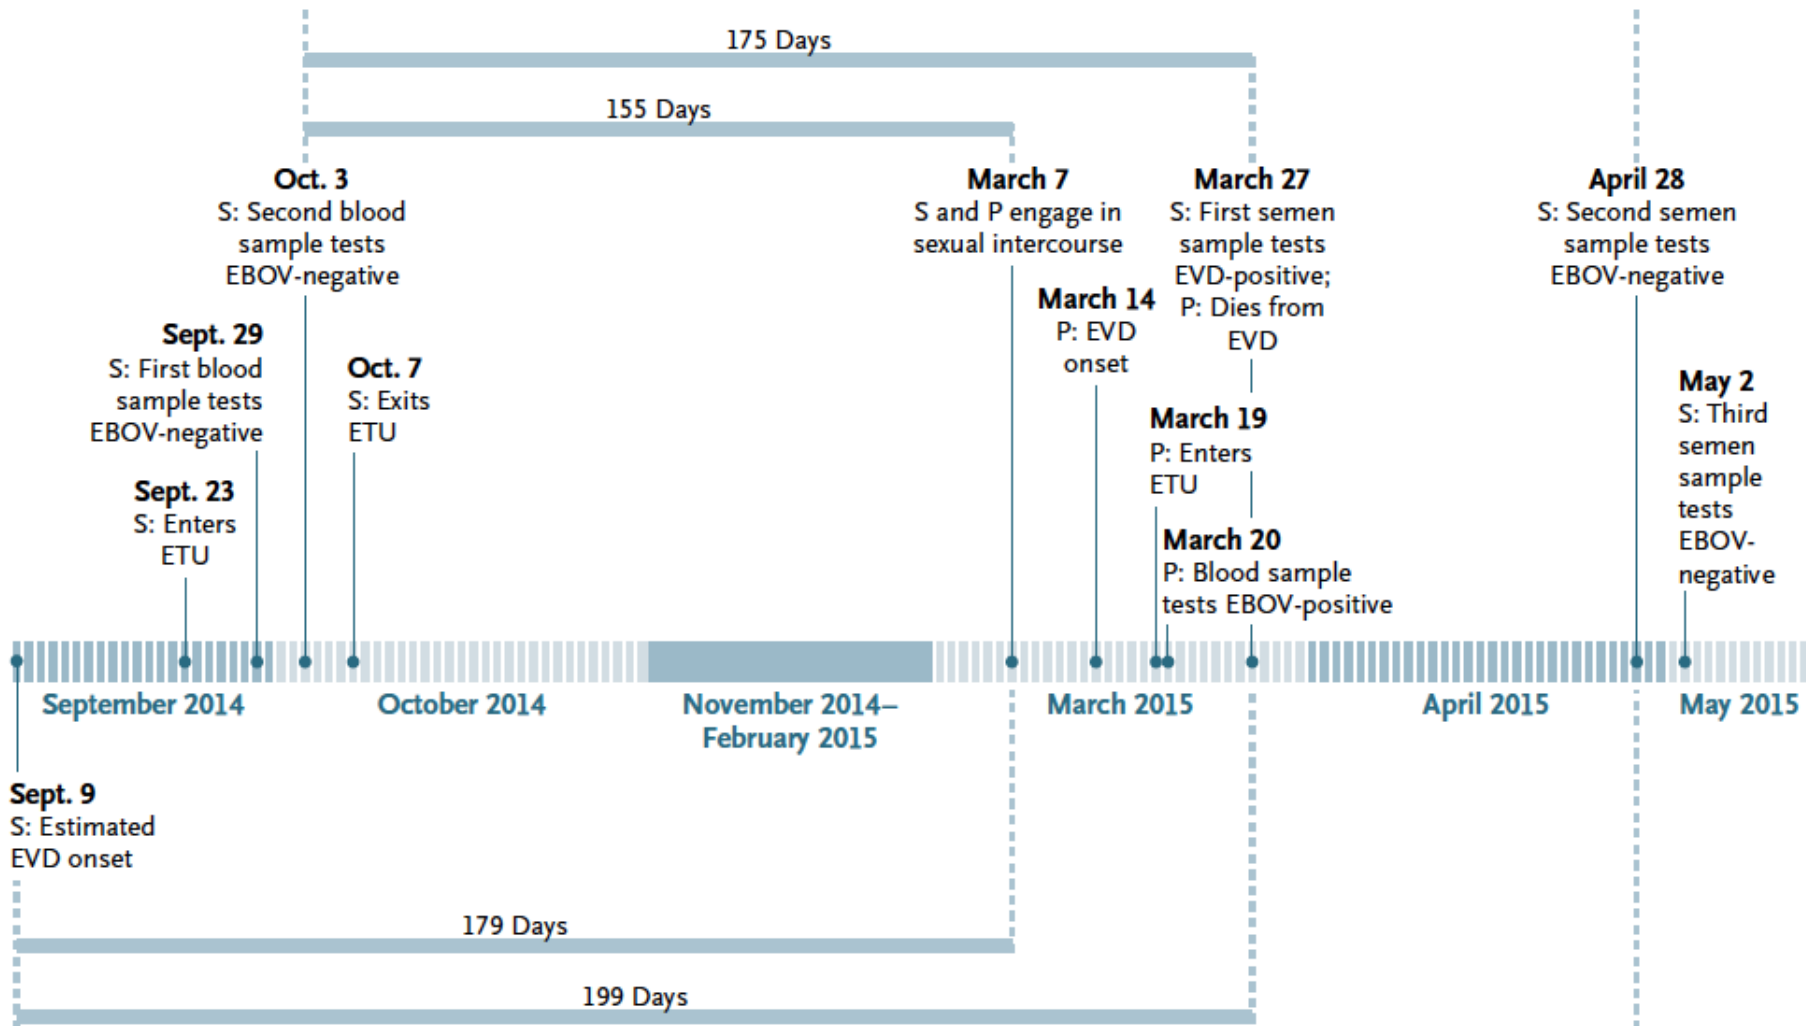 175 Days
155 Days
Oct. 3
S: Second blood
sample tests
EBOV-negative
March 7
S and P engage in
sexual intercourse
March 27
S: First semen
sample tests
EVD-positive;
P: Dies from
EVD
April 28
S: Second semen
sample tests
EBOV-negative
March 14
P: EVD
onset
Sept. 29
S: First blood
sample tests
EBOV-negative
Oct. 7
S: Exits
ETU
May 2
S: Third
semen
sample
tests
EBOV-
negative
March 19
P: Enters
ETU
Sept. 23
S: Enters
ETU
March 20
P: Blood sample
tests EBOV-positive
September 2014
October 2014
November 2014–
February 2015
March 2015
April 2015
May 2015
Sept. 9
S: Estimated
EVD onset
179 Days
199 Days